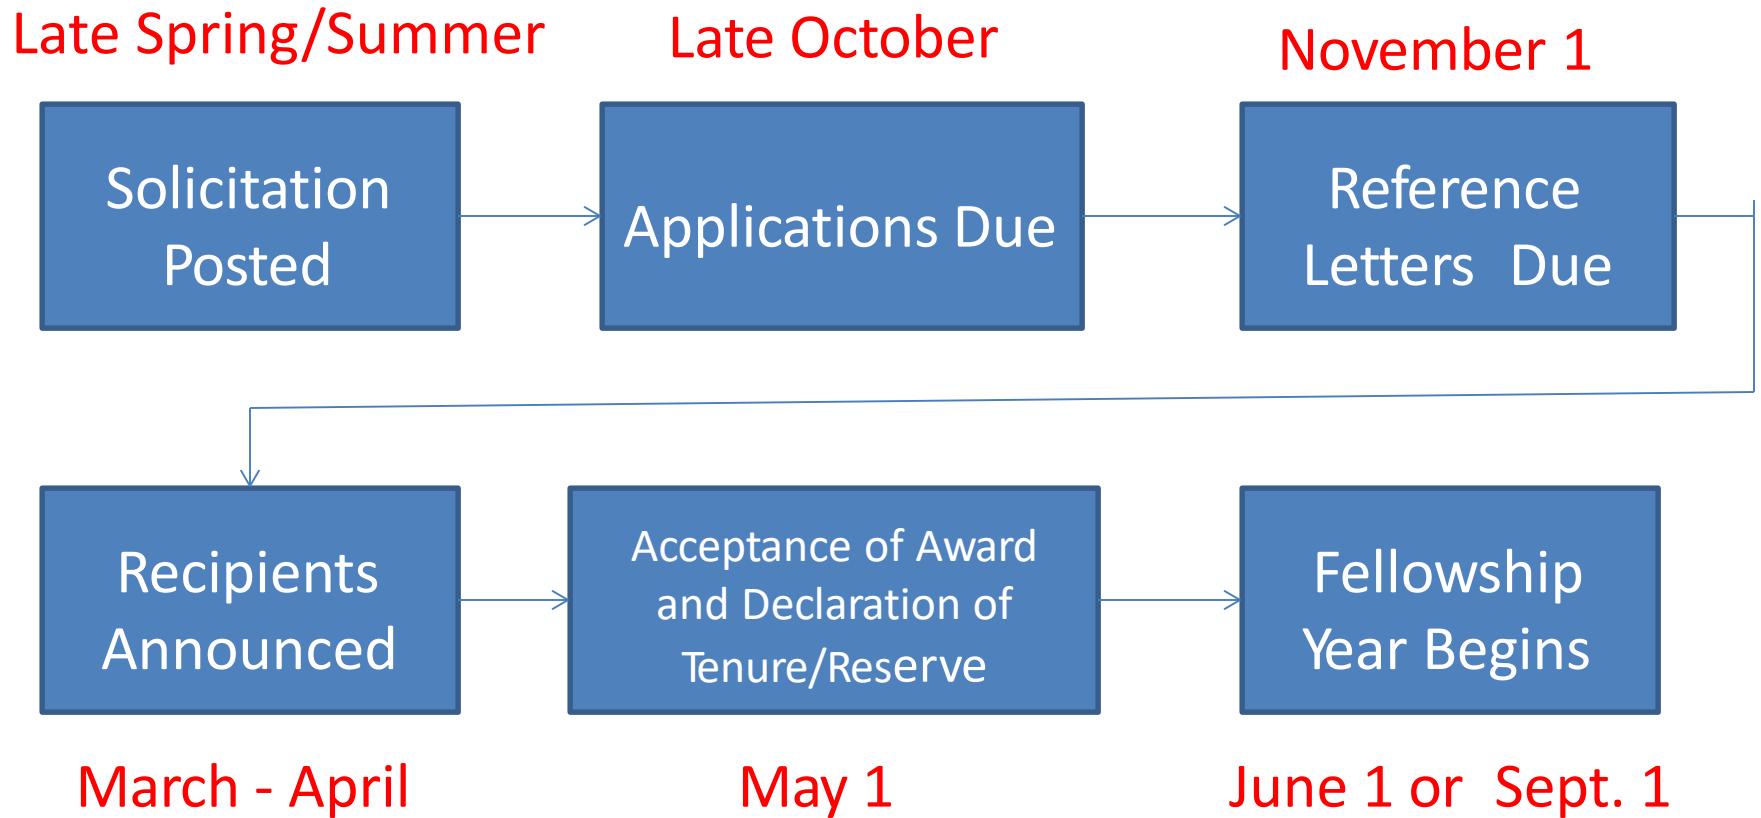 Late Spring/Summer
Late October
November 1
Solicitation
Posted
Applications Due
Reference
Letters  Due
Recipients
Announced
Acceptance of Award
and Declaration of
Tenure/Reserve
Fellowship
Year Begins
March - April
May 1
June 1 or  Sept. 1